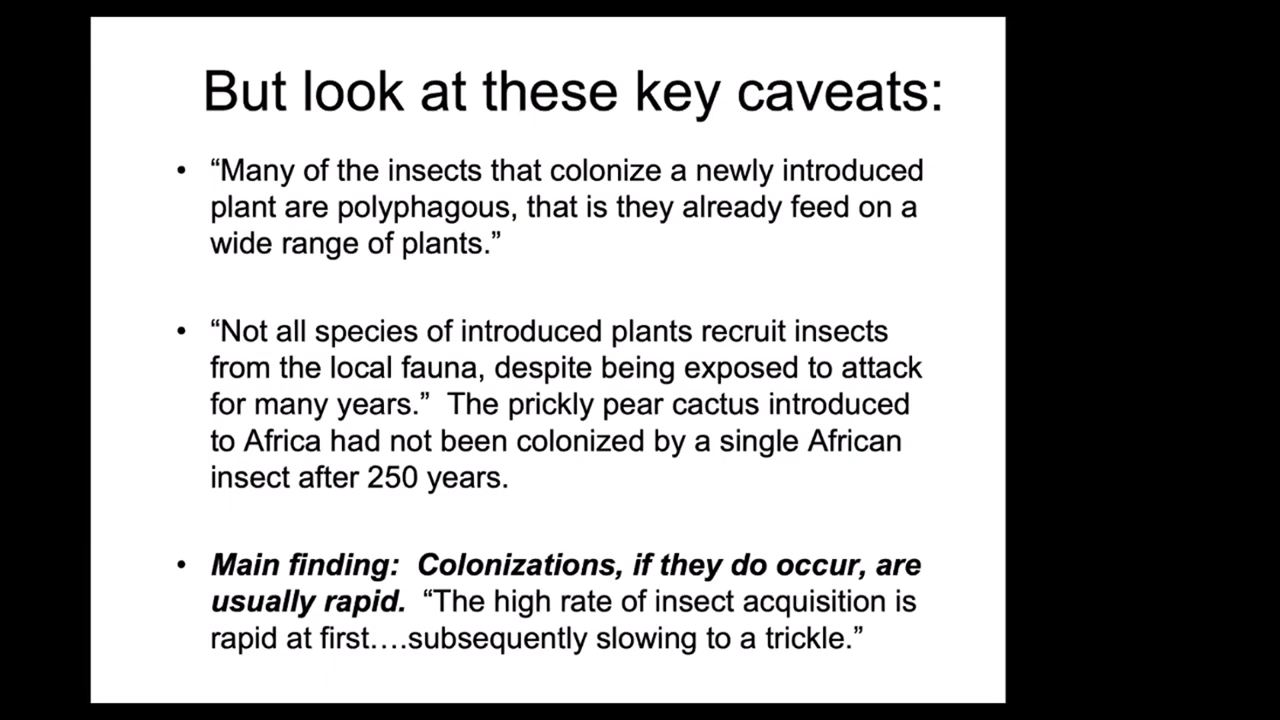 But look at these key caveats:
• “Many of the insects that colonize a newly introduced
plant are polyphagous, that is they already feed on a
wide range of plants.”
• “Not all species of introduced plants recruit insects
from the local fauna, despite being exposed to attack
for many years.”  The prickly pear cactus introduced
to Africa had not been colonized by a single African
insect after 250 years.
• Main finding:  Colonizations, if they do occur, are
usually rapid.  “The high rate of insect acquisition is
rapid at first….subsequently slowing to a trickle.”